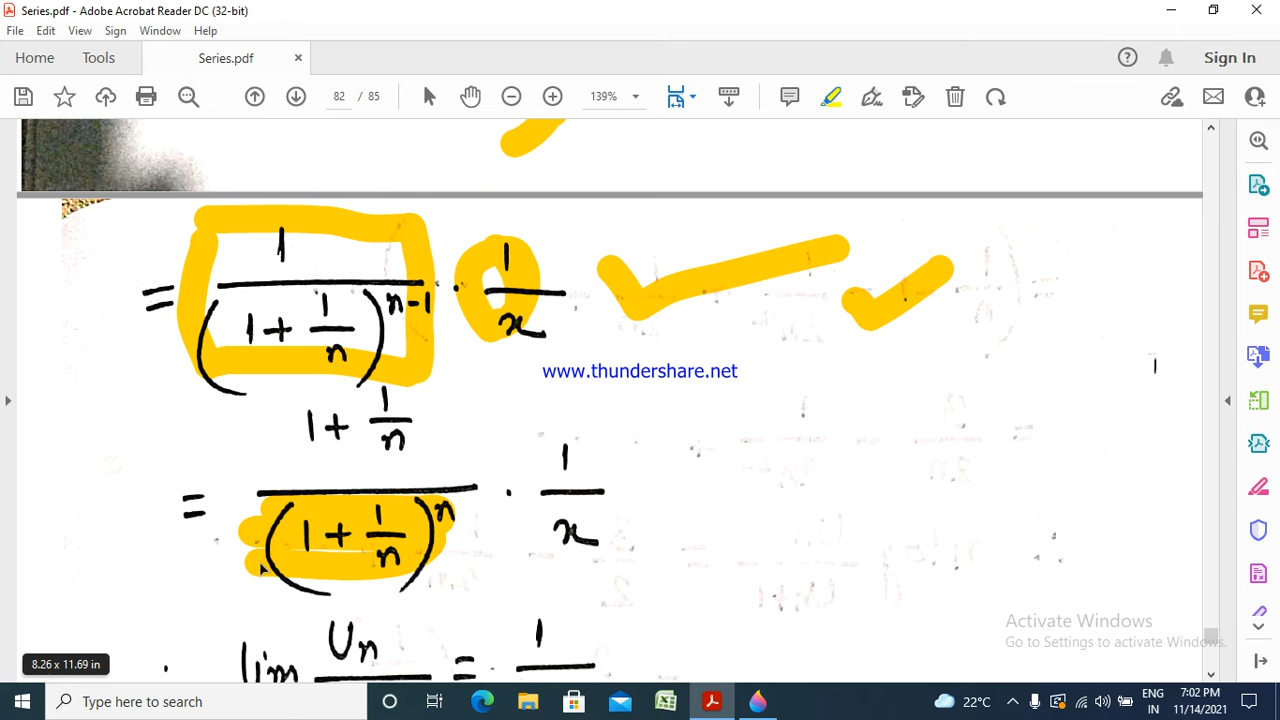 Series.pdf - Adobe Acrobat Reader DC (32-bit)
File Edit View Sign Window Help
Home Tools Series.pdf × Sign In
82 / 85 139%
= 1 / (1 + 1/n)^(n-1) · 1/x
www.thundershare.net
= (1 + 1/n) / (1 + 1/n)^n · 1/x
Activate Windows
Go to Settings to activate Windows.
lim Un = 1
8.26 x 11.69 in
Type here to search
22°C
ENG
IN
7:02 PM
11/14/2021